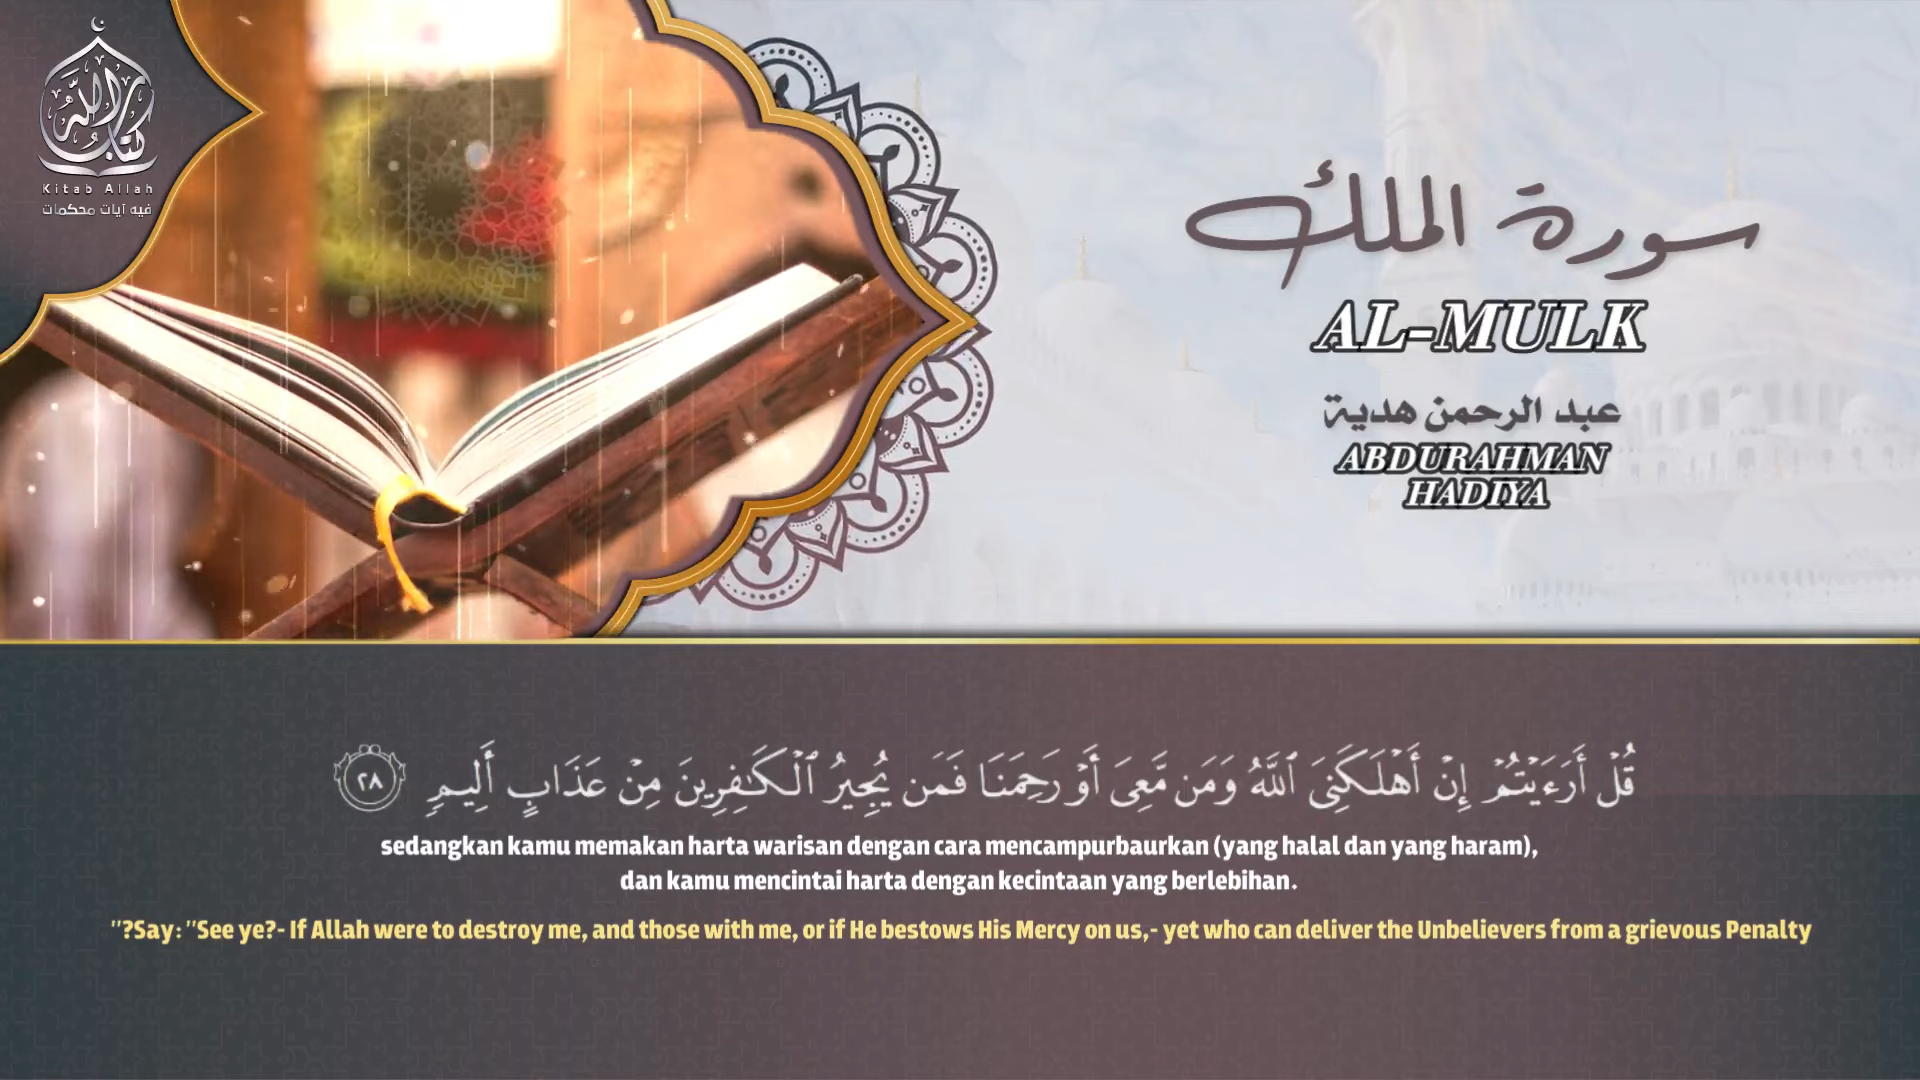 كتاب الله
Kitab Allah
فيه آيات محكمات
سورة الملك
AL-MULK
عبد الرحمن هدية
ABDURAHMAN
HADIYA
قُلْ أَرَءَيْتُمْ إِنْ أَهْلَكَنِىَ ٱللَّهُ وَمَن مَّعِىَ أَوْ رَحِمَنَا فَمَن يُجِيرُ ٱلْكَـٰفِرِينَ مِنْ عَذَابٍ أَلِيمٍ ٢٨
sedangkan kamu memakan harta warisan dengan cara mencampurbaurkan (yang halal dan yang haram),
dan kamu mencintai harta dengan kecintaan yang berlebihan.
"?Say: "See ye?- If Allah were to destroy me, and those with me, or if He bestows His Mercy on us,- yet who can deliver the Unbelievers from a grievous Penalty